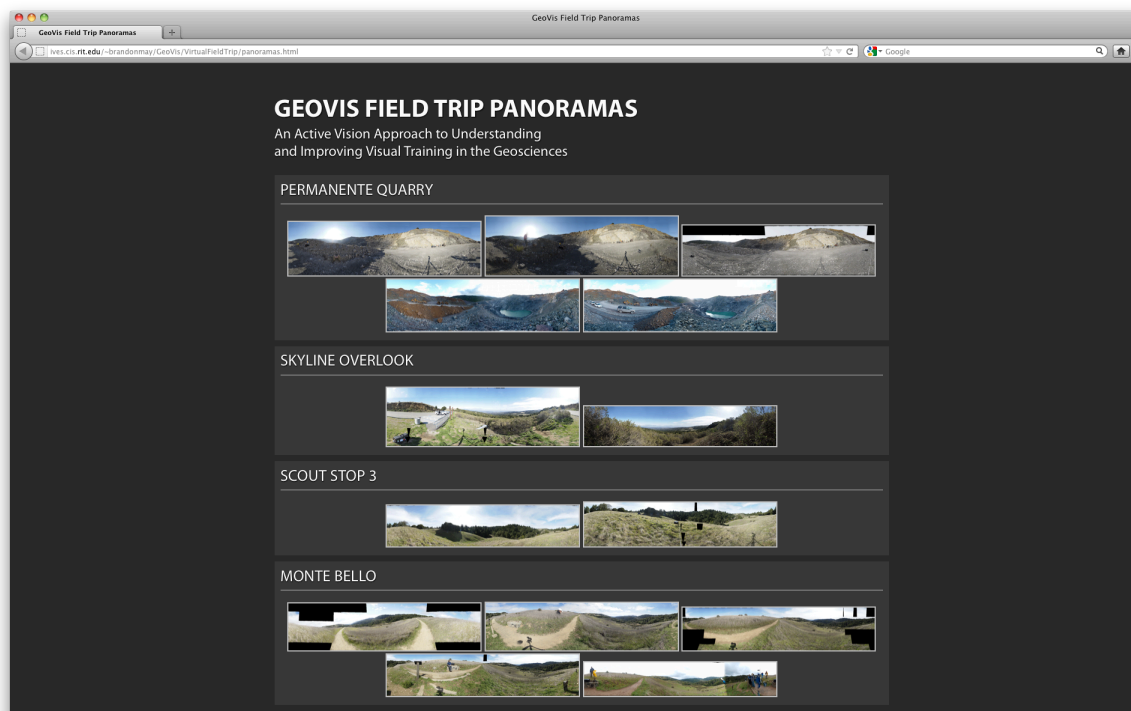 GeoVis Field Trip Panoramas
GeoVis Field Trip Panoramas
+
ives.cis.rit.edu/~brandonmay/GeoVis/VirtualFieldTrip/panoramas.html
Google
GEOVIS FIELD TRIP PANORAMAS
An Active Vision Approach to Understanding
and Improving Visual Training in the Geosciences
PERMANENTE QUARRY
SKYLINE OVERLOOK
SCOUT STOP 3
MONTE BELLO